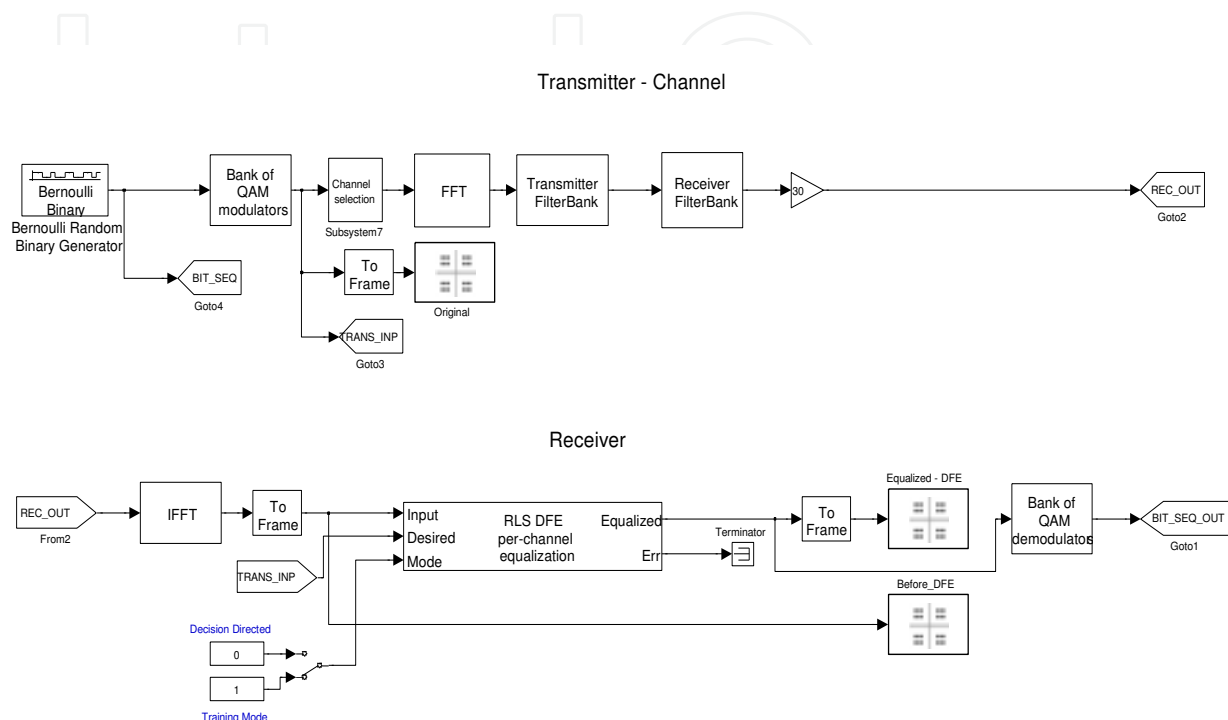 Transmitter - Channel
Bernoulli
Binary
Bernoulli Random
Binary Generator
Bank of
QAM
modulators
Channel
selection
Subsystem7
FFT
Transmitter
FilterBank
Receiver
FilterBank
30
REC_OUT
Goto2
BIT_SEQ
Goto4
To
Frame
Original
TRANS_INP
Goto3
Receiver
REC_OUT
From2
IFFT
To
Frame
TRANS_INP
Input
Desired
Mode
RLS DFE
per-channel
equalization
Equalized
Err
Terminator
To
Frame
Equalized - DFE
Before_DFE
Bank of
QAM
demodulators
BIT_SEQ_OUT
Goto1
Decision Directed
0
1
Training Mode